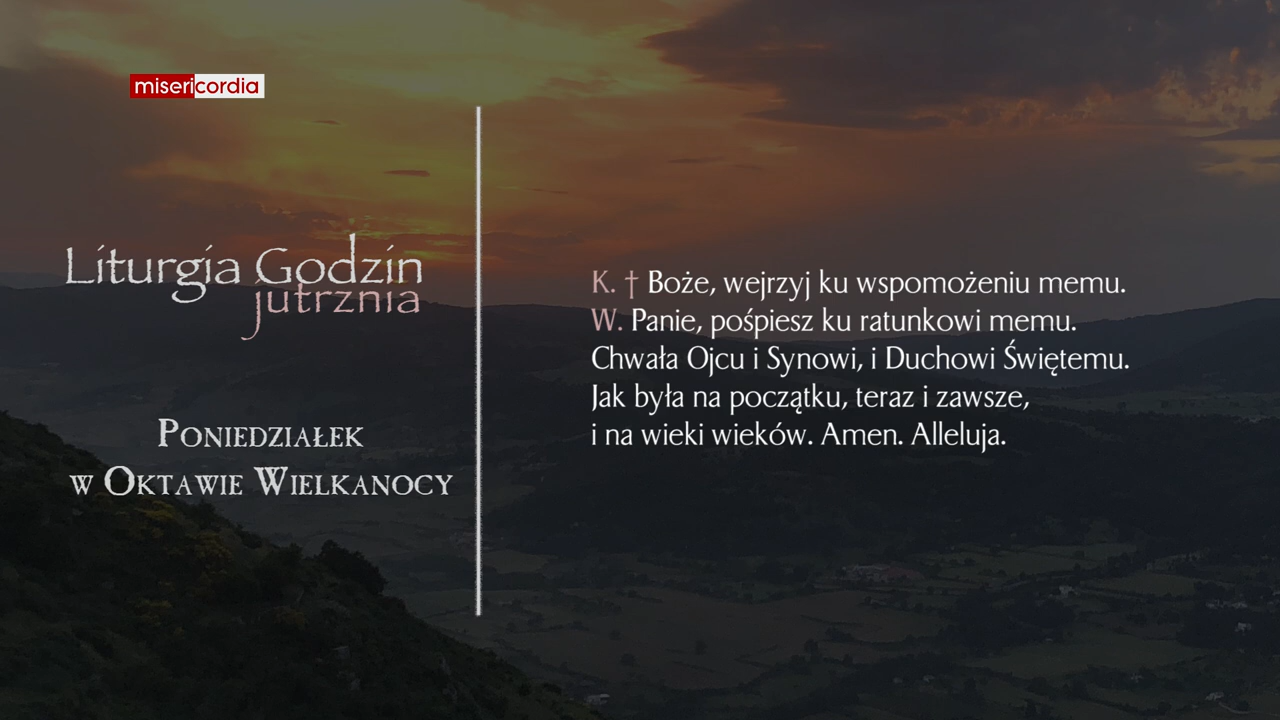 misericordia
Liturgia Godzin
jutrznia
Poniedziałek
w Oktawie Wielkanocy
K. † Boże, wejrzyj ku wspomożeniu memu.
W. Panie, pośpiesz ku ratunkowi memu.
Chwała Ojcu i Synowi, i Duchowi Świętemu.
Jak była na początku, teraz i zawsze,
i na wieki wieków. Amen. Alleluja.